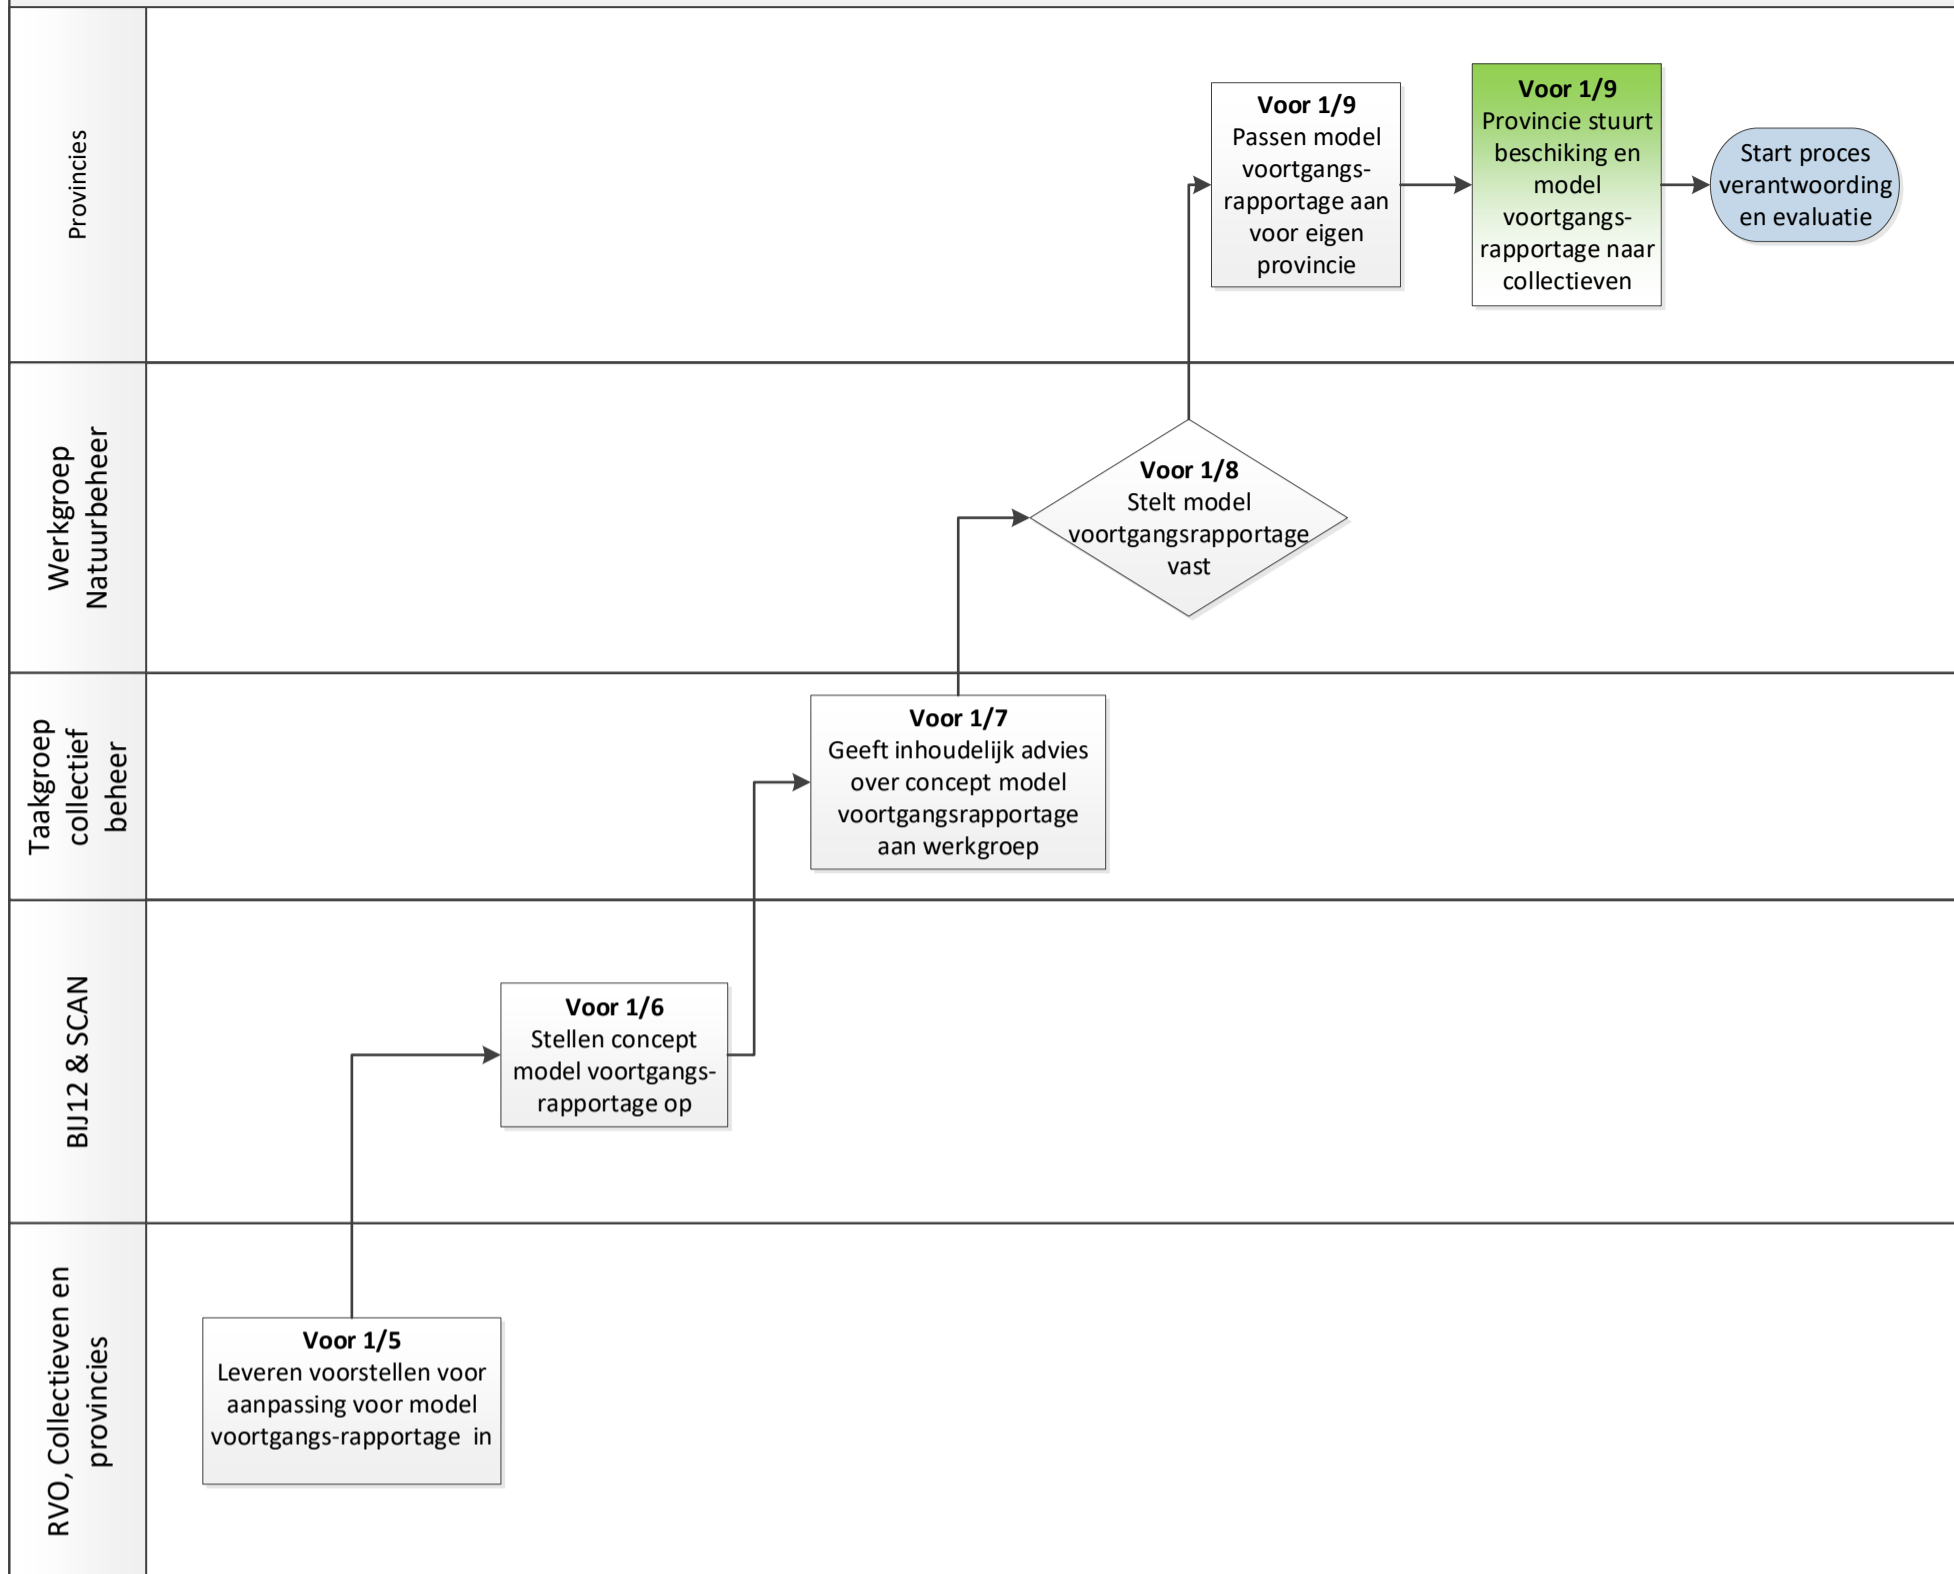 Provincies
Voor 1/9
Passen model
voortgangs-
rapportage aan
voor eigen
provincie
Voor 1/9
Provincie stuurt
beschiking en
model
voortgangs-
rapportage naar
collectieven
Start proces
verantwoording
en evaluatie
Werkgroep
Natuurbeheer
Voor 1/8
Stelt model
voortgangsrapportage
vast
Taakgroep
collectief
beheer
Voor 1/7
Geeft inhoudelijk advies
over concept model
voortgangsrapportage
aan werkgroep
BIJ12 & SCAN
Voor 1/6
Stellen concept
model voortgangs-
rapportage op
RVO, Collectieven en
provincies
Voor 1/5
Leveren voorstellen voor
aanpassing voor model
voortgangs-rapportage  in